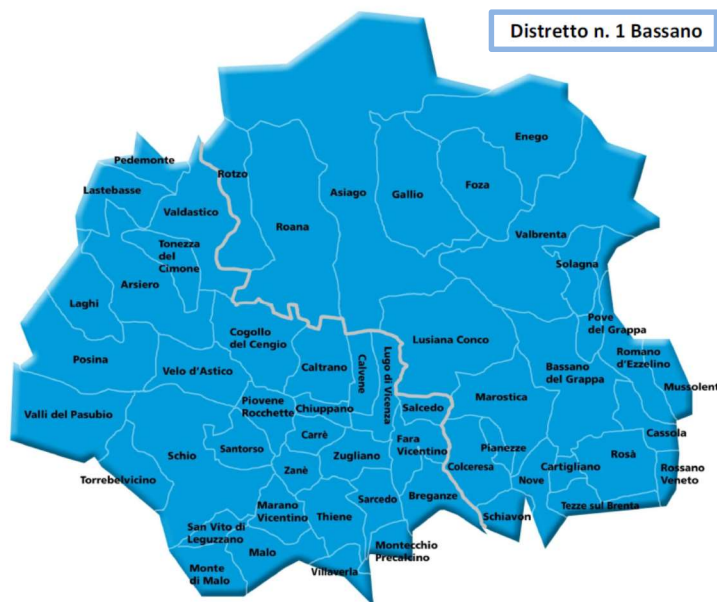 Distretto n. 1 Bassano
Enego
Pedemonte
Rotzo
Foza
Lastebasse
Asiago
Gallio
Valdastico
Roana
Valbrenta
Tonezza
del
Cimone
Solagna
Arsiero
Laghi
Pove
del Grappa
Cogollo
del Cengio
Lusiana Conco
Romano
d'Ezzelino
Posina
Velo d'Astico
Caltrano
Calvene
Lugo di Vicenza
Bassano
del Grappa
Mussolent
Marostica
Valli del Pasubio
Piovene
Rocchette
Chiuppano
Salcedo
Cassola
Carrè
Fara
Vicentino
Pianezze
Schio
Santorso
Zugliano
Rosà
Colceresa
Cartigliano
Rossano
Veneto
Torrebelvicino
Zanè
Nove
Sarcedo
Breganze
Tezze sul Brenta
Marano
Vicentino
Thiene
Schiavon
San Vito di
Leguzzano
Malo
Montecchio
Precalcino
Monte
di Malo
Villaverla